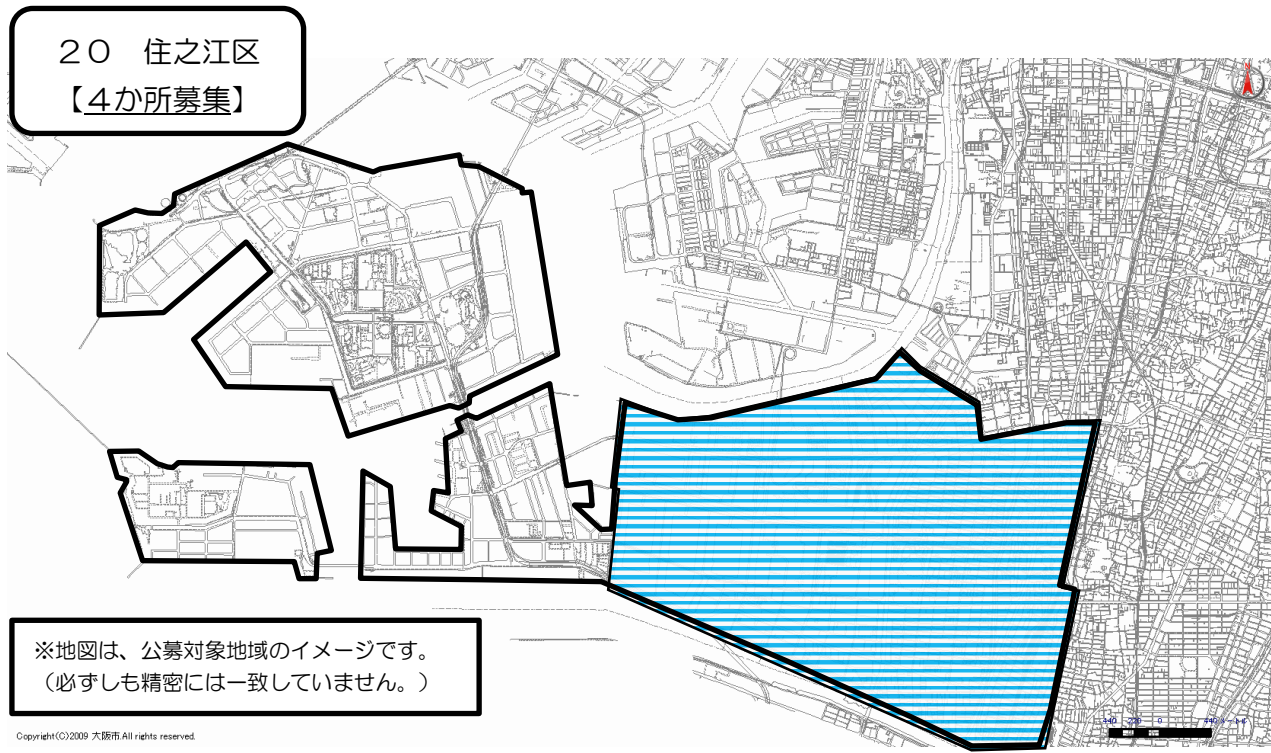 ２０　住之江区
【４か所募集】
※地図は、公募対象地域のイメージです。
（必ずしも精密には一致していません。）
Copyright(C)2009 大阪市.All rights reserved.